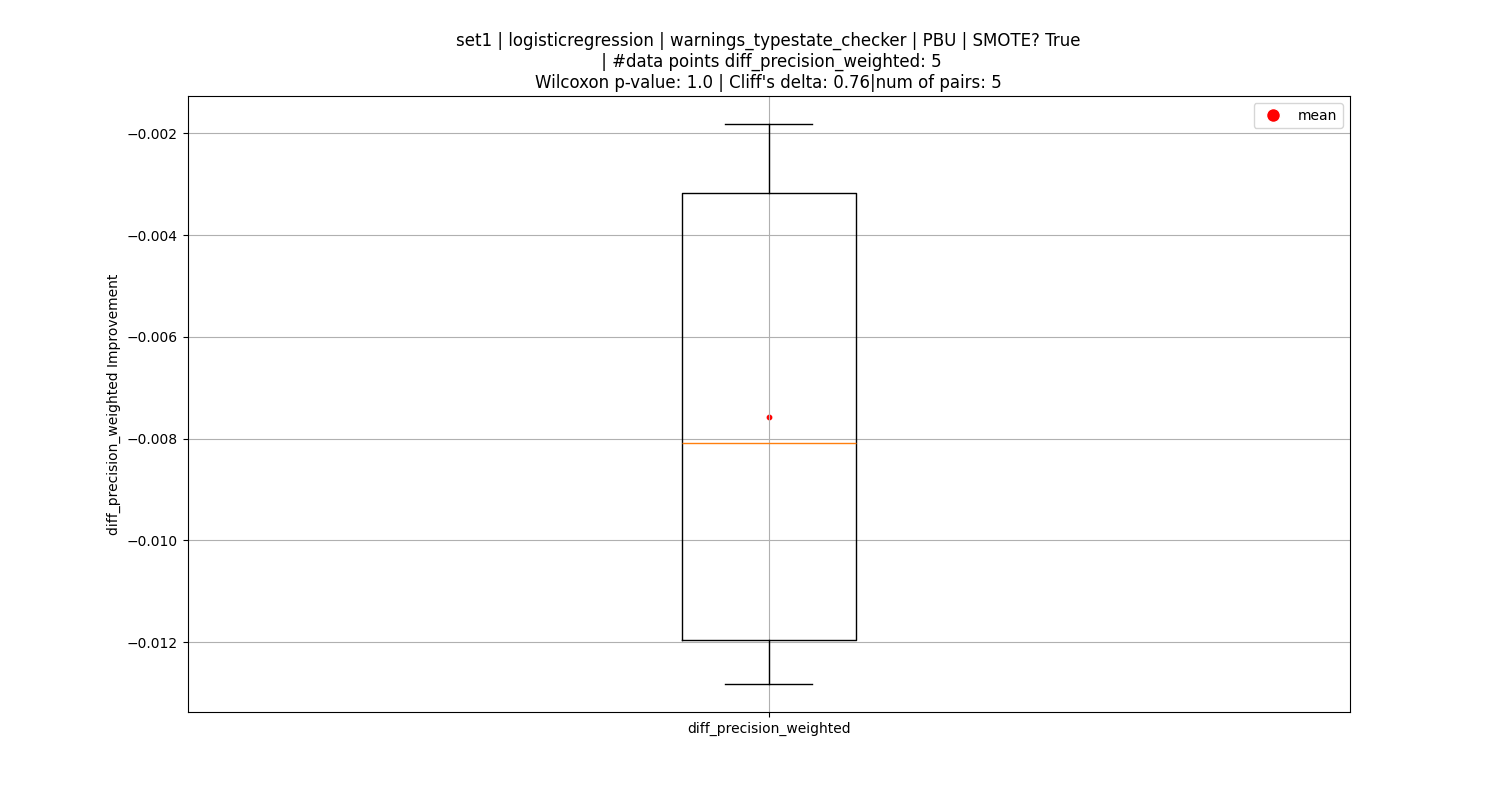 set1 | logisticregression | warnings_typestate_checker | PBU | SMOTE? True
| #data points diff_precision_weighted: 5
Wilcoxon p-value: 1.0 | Cliff's delta: 0.76|num of pairs: 5
mean
−0.002
−0.004
−0.006
−0.008
−0.010
−0.012
diff_precision_weighted Improvement
diff_precision_weighted